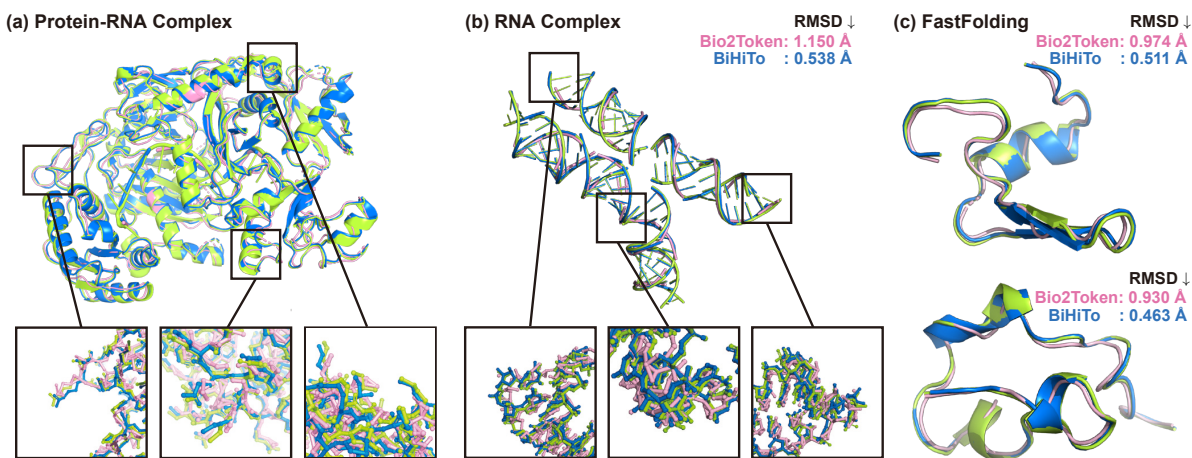 (a) Protein-RNA Complex
(b) RNA Complex
RMSD ↓
Bio2Token: 1.150 Å
BiHiTo : 0.538 Å
(c) FastFolding
RMSD ↓
Bio2Token: 0.974 Å
BiHiTo : 0.511 Å
RMSD ↓
Bio2Token: 0.930 Å
BiHiTo : 0.463 Å